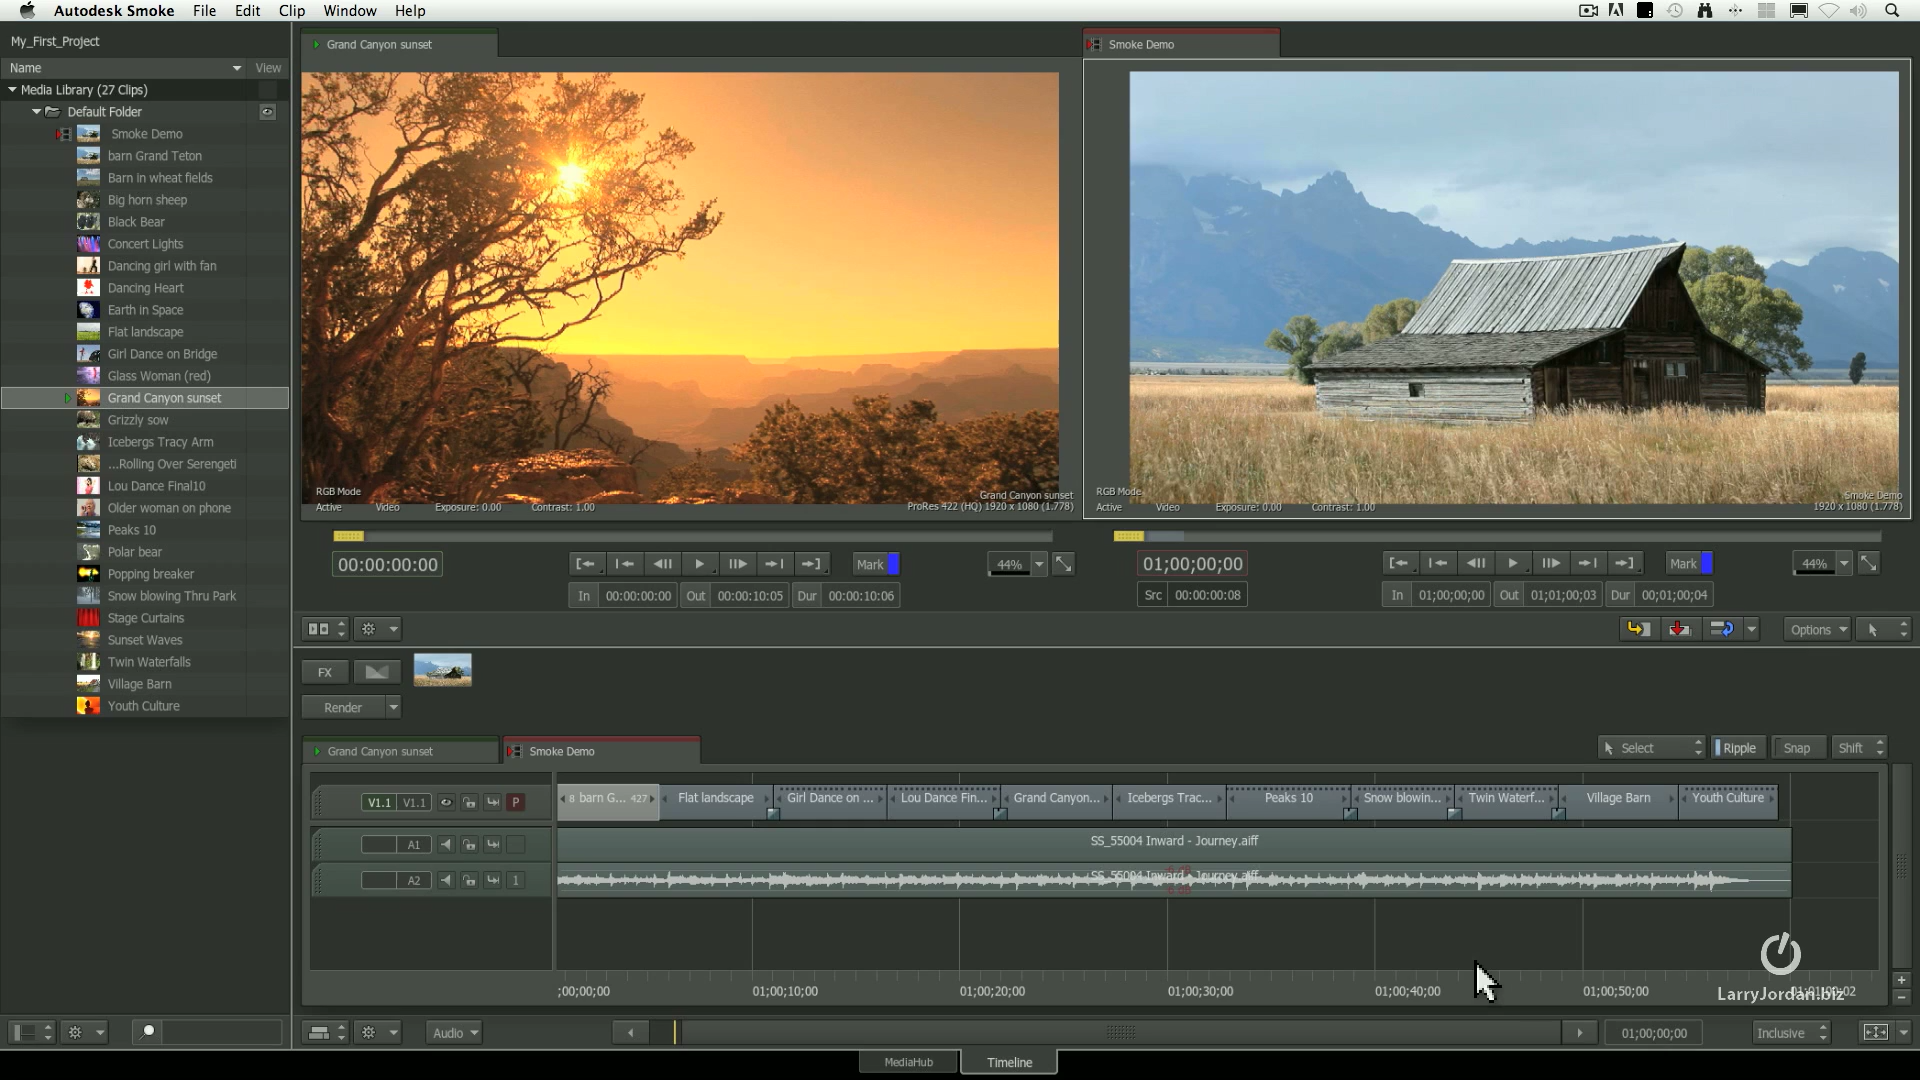 Autodesk Smoke File Edit Clip Window Help
My_First_Project
Name View
Media Library (27 Clips)
Default Folder
Smoke Demo
barn Grand Teton
Barn in wheat fields
Big horn sheep
Black Bear
Concert Lights
Dancing girl with fan
Dancing Heart
Earth in Space
Flat landscape
Girl Dance on Bridge
Glass Woman (red)
Grand Canyon sunset
Grizzly sow
Icebergs Tracy Arm
...Rolling Over Serengeti
Lou Dance Final10
Older woman on phone
Peaks 10
Polar bear
Popping breaker
Snow blowing Thru Park
Stage Curtains
Sunset Waves
Twin Waterfalls
Village Barn
Youth Culture
Grand Canyon sunset
RGB Mode Grand Canyon sunset
Active Video Exposure: 0.00 Contrast: 1.00 ProRes 422 (HQ) 1920 x 1080 (1.778)
00:00:00:00 Mark 44%
In 00:00:00:00 Out 00:00:10:05 Dur 00:00:10:06
Smoke Demo
RGB Mode Smoke Demo
Active Video Exposure: 0.00 Contrast: 1.00 1920 x 1080 (1.778)
01;00;00;00 Mark 44%
Src 00:00:00:08 In 01;00;00;00 Out 01;01;00;03 Dur 00;01;00;04
Options
FX
Render
Grand Canyon sunset Smoke Demo Select Ripple Snap Shift
V1.1 V1.1 P 8 barn G... 427 Flat landscape Girl Dance on ... Lou Dance Fin... Grand Canyon... Icebergs Trac... Peaks 10 Snow blowin... Twin Waterf... Village Barn Youth Culture
A1 SS_55004 Inward - Journey.aiff
A2 1 SS_55004 Inward - Journey.aiff
;00;00;00 01;00;10;00 01;00;20;00 01;00;30;00 01;00;40;00 01;00;50;00
LarryJordan.biz
Audio 01;00;00;00 Inclusive
MediaHub Timeline